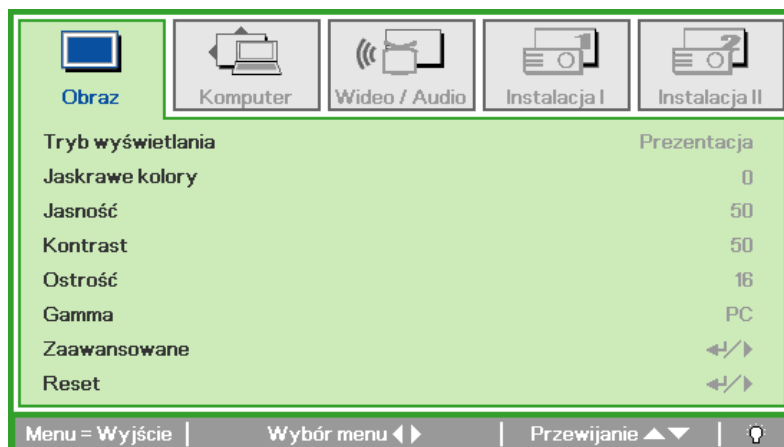 Obraz
Komputer
Wideo / Audio
Instalacja I
Instalacja II
Tryb wyświetlania Prezentacja
Jaskrawe kolory 0
Jasność 50
Kontrast 50
Ostrość 16
Gamma PC
Zaawansowane ↵/▶
Reset ↵/▶
Menu = Wyjście | Wybór menu ◀▶ | Przewijanie ▲▼ |